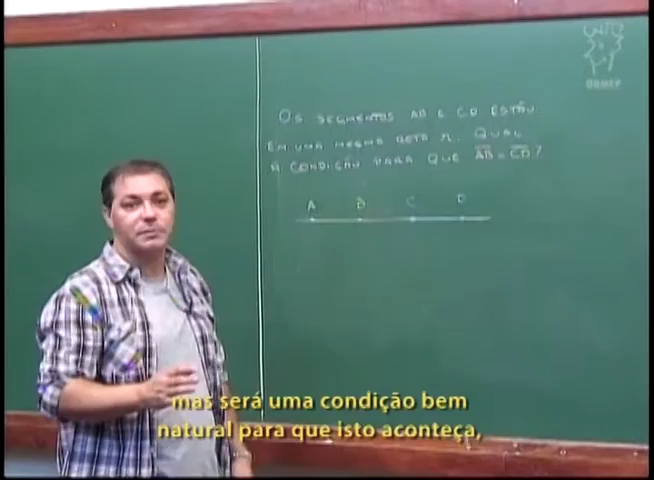 OBMEP
OS SEGMENTOS AB E CD ESTÃO
EM UMA MESMA RETA r. QUAL
A CONDIÇÃO PARA QUE AB = CD?
A B C D
mas será uma condição bem
natural para que isto aconteça,